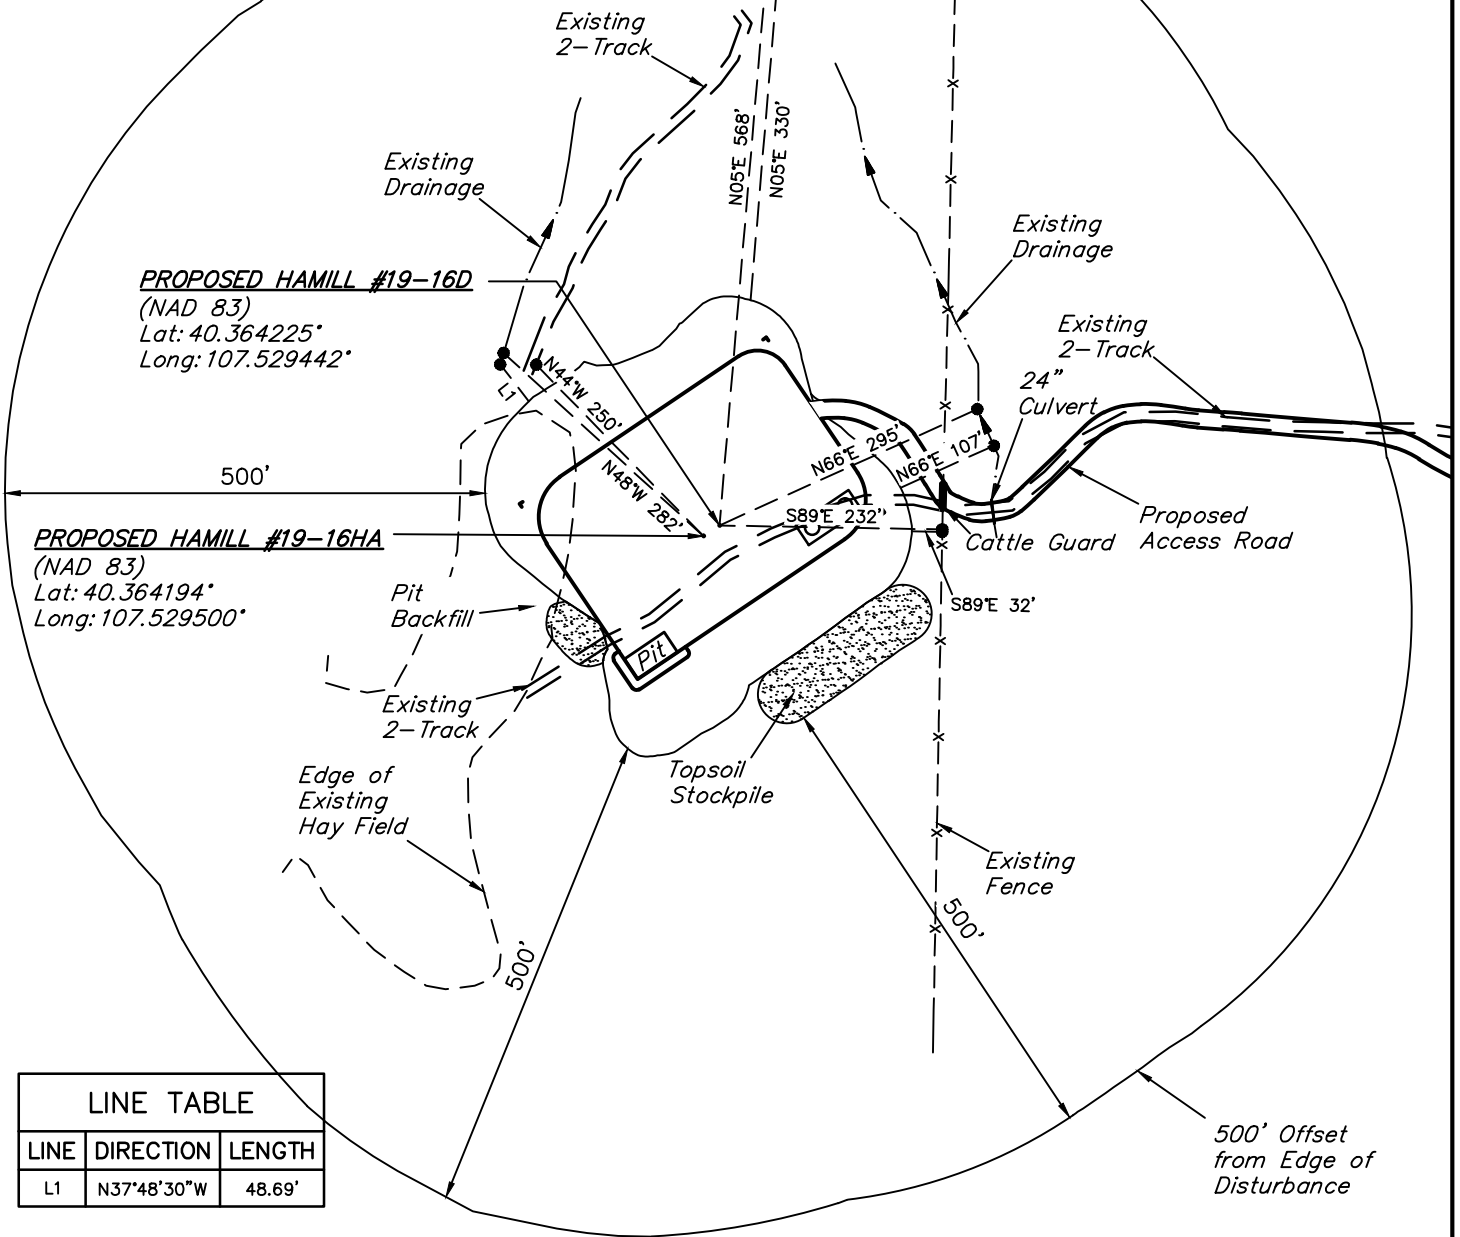 Existing
2-Track
N05°E 568'
N05°E 330'
Existing
Drainage
Existing
Drainage
PROPOSED HAMILL #19-16D
(NAD 83)
Lat: 40.364225°
Long: 107.529442°
Existing
2-Track
24"
Culvert
L1
N44°W 250'
N48°W 282'
N66°E 295'
N66°E 107'
500'
S89°E 232'
Proposed
Access Road
Cattle Guard
PROPOSED HAMILL #19-16HA
(NAD 83)
Lat: 40.364194°
Long: 107.529500°
Pit
Backfill
S89°E 32'
Pit
Existing
2-Track
Topsoil
Stockpile
Edge of
Existing
Hay Field
Existing
Fence
500'
500'
LINE TABLE
LINE DIRECTION LENGTH
L1 N37°48'30"W 48.69'
500' Offset
from Edge of
Disturbance